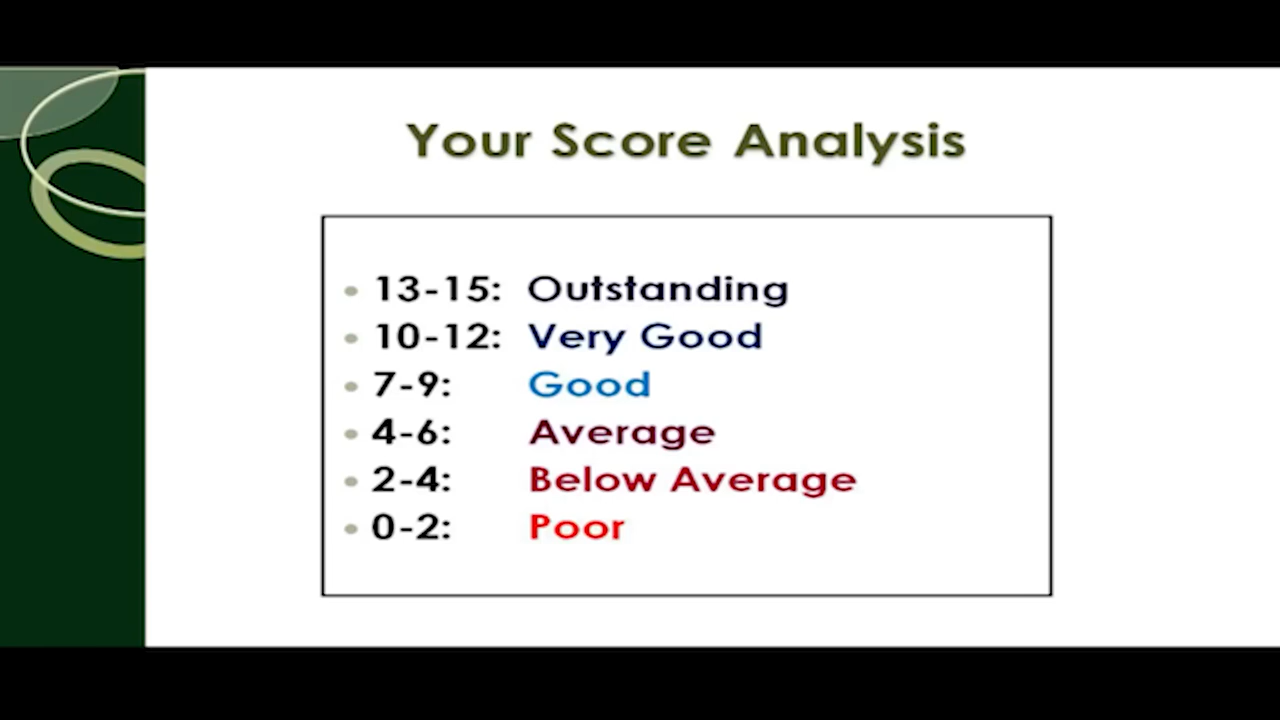 Your Score Analysis
• 13-15: Outstanding
• 10-12: Very Good
• 7-9: Good
• 4-6: Average
• 2-4: Below Average
• 0-2: Poor